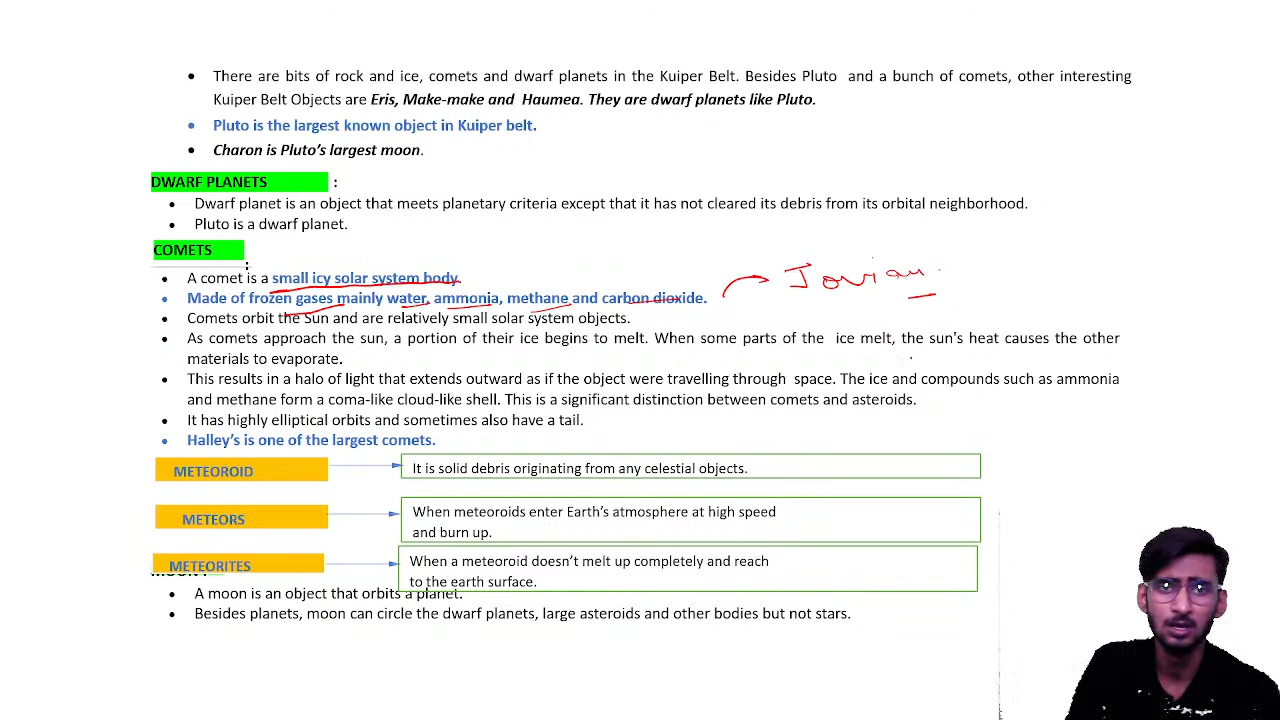 • There are bits of rock and ice, comets and dwarf planets in the Kuiper Belt. Besides Pluto and a bunch of comets, other interesting
Kuiper Belt Objects are Eris, Make-make and Haumea. They are dwarf planets like Pluto.
• Pluto is the largest known object in Kuiper belt.
• Charon is Pluto's largest moon.
DWARF PLANETS :
• Dwarf planet is an object that meets planetary criteria except that it has not cleared its debris from its orbital neighborhood.
• Pluto is a dwarf planet.
COMETS :
• A comet is a small icy solar system body.
• Made of frozen gases mainly water, ammonia, methane and carbon dioxide.
Jovian
• Comets orbit the Sun and are relatively small solar system objects.
• As comets approach the sun, a portion of their ice begins to melt. When some parts of the ice melt, the sun's heat causes the other
materials to evaporate.
• This results in a halo of light that extends outward as if the object were travelling through space. The ice and compounds such as ammonia
and methane form a coma-like cloud-like shell. This is a significant distinction between comets and asteroids.
• It has highly elliptical orbits and sometimes also have a tail.
• Halley's is one of the largest comets.
METEOROID
It is solid debris originating from any celestial objects.
METEORS
When meteoroids enter Earth's atmosphere at high speed
and burn up.
METEORITES
When a meteoroid doesn't melt up completely and reach
to the earth surface.
• A moon is an object that orbits a planet.
• Besides planets, moon can circle the dwarf planets, large asteroids and other bodies but not stars.